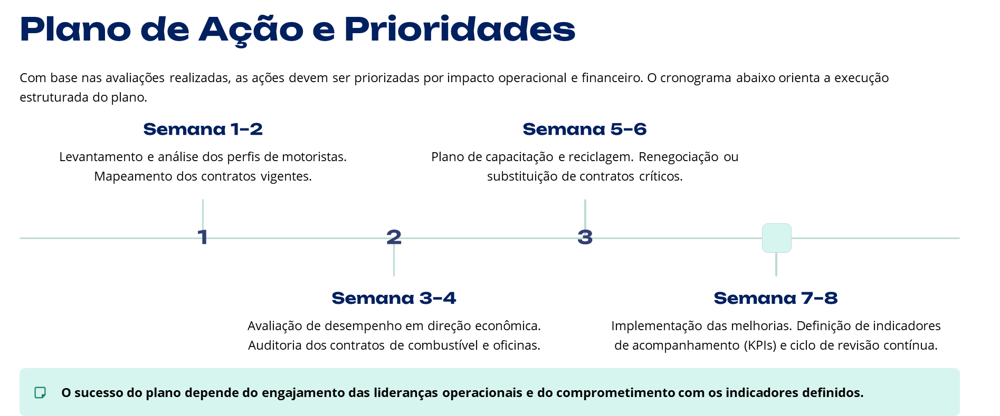 Plano de Ação e Prioridades
Com base nas avaliações realizadas, as ações devem ser priorizadas por impacto operacional e financeiro. O cronograma abaixo orienta a execução
estruturada do plano.
Semana 1–2
Levantamento e análise dos perfis de motoristas.
Mapeamento dos contratos vigentes.
Semana 5–6
Plano de capacitação e reciclagem. Renegociação ou
substituição de contratos críticos.
1
2
3
Semana 3–4
Avaliação de desempenho em direção econômica.
Auditoria dos contratos de combustível e oficinas.
Semana 7–8
Implementação das melhorias. Definição de indicadores
de acompanhamento (KPIs) e ciclo de revisão contínua.
O sucesso do plano depende do engajamento das lideranças operacionais e do comprometimento com os indicadores definidos.